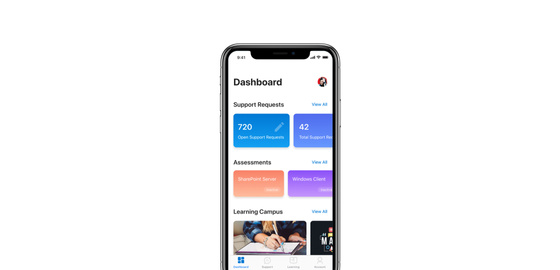 9:41
Dashboard
Support Requests View All
720 42
Open Support Requests Total Support Re
Assessments View All
SharePoint Server Windows Client
Learning Campus View All
MA
Dashboard Support Learning